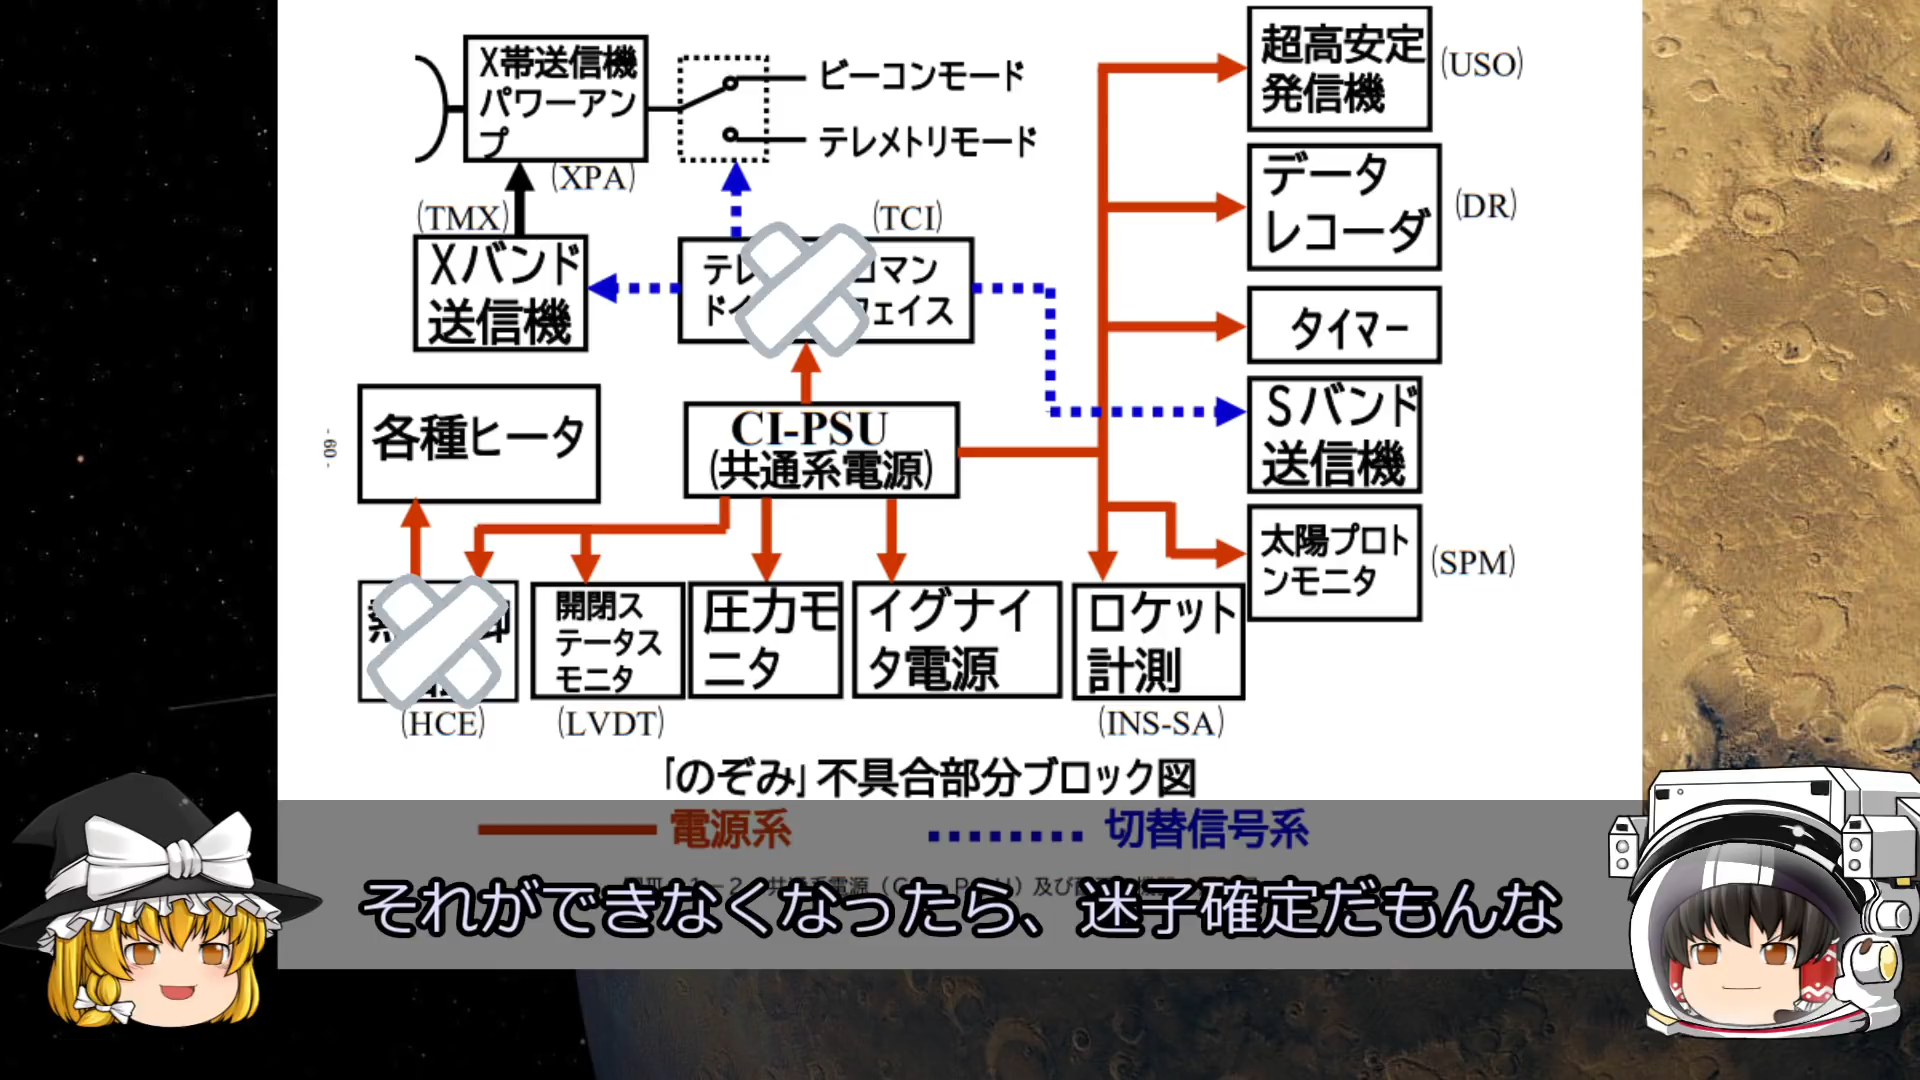 X帯送信機
パワーアン
プ
(XPA)
ビーコンモード
テレメトリモード
超高安定
発信機
(USO)
(TMX)
Xバンド
送信機
(TCI)
テレ
マン
ェイス
データ
レコーダ
(DR)
タイマー
Sバンド
送信機
太陽プロト
ンモニタ
(SPM)
- 60 -
各種ヒータ
CI-PSU
(共通系電源)
(HCE)
開閉ス
テータス
モニタ
(LVDT)
圧力モ
ニタ
イグナイ
タ電源
ロケット
計測
(INS-SA)
「のぞみ」不具合部分ブロック図
電源系
切替信号系
それができなくなったら、迷子確定だもんな